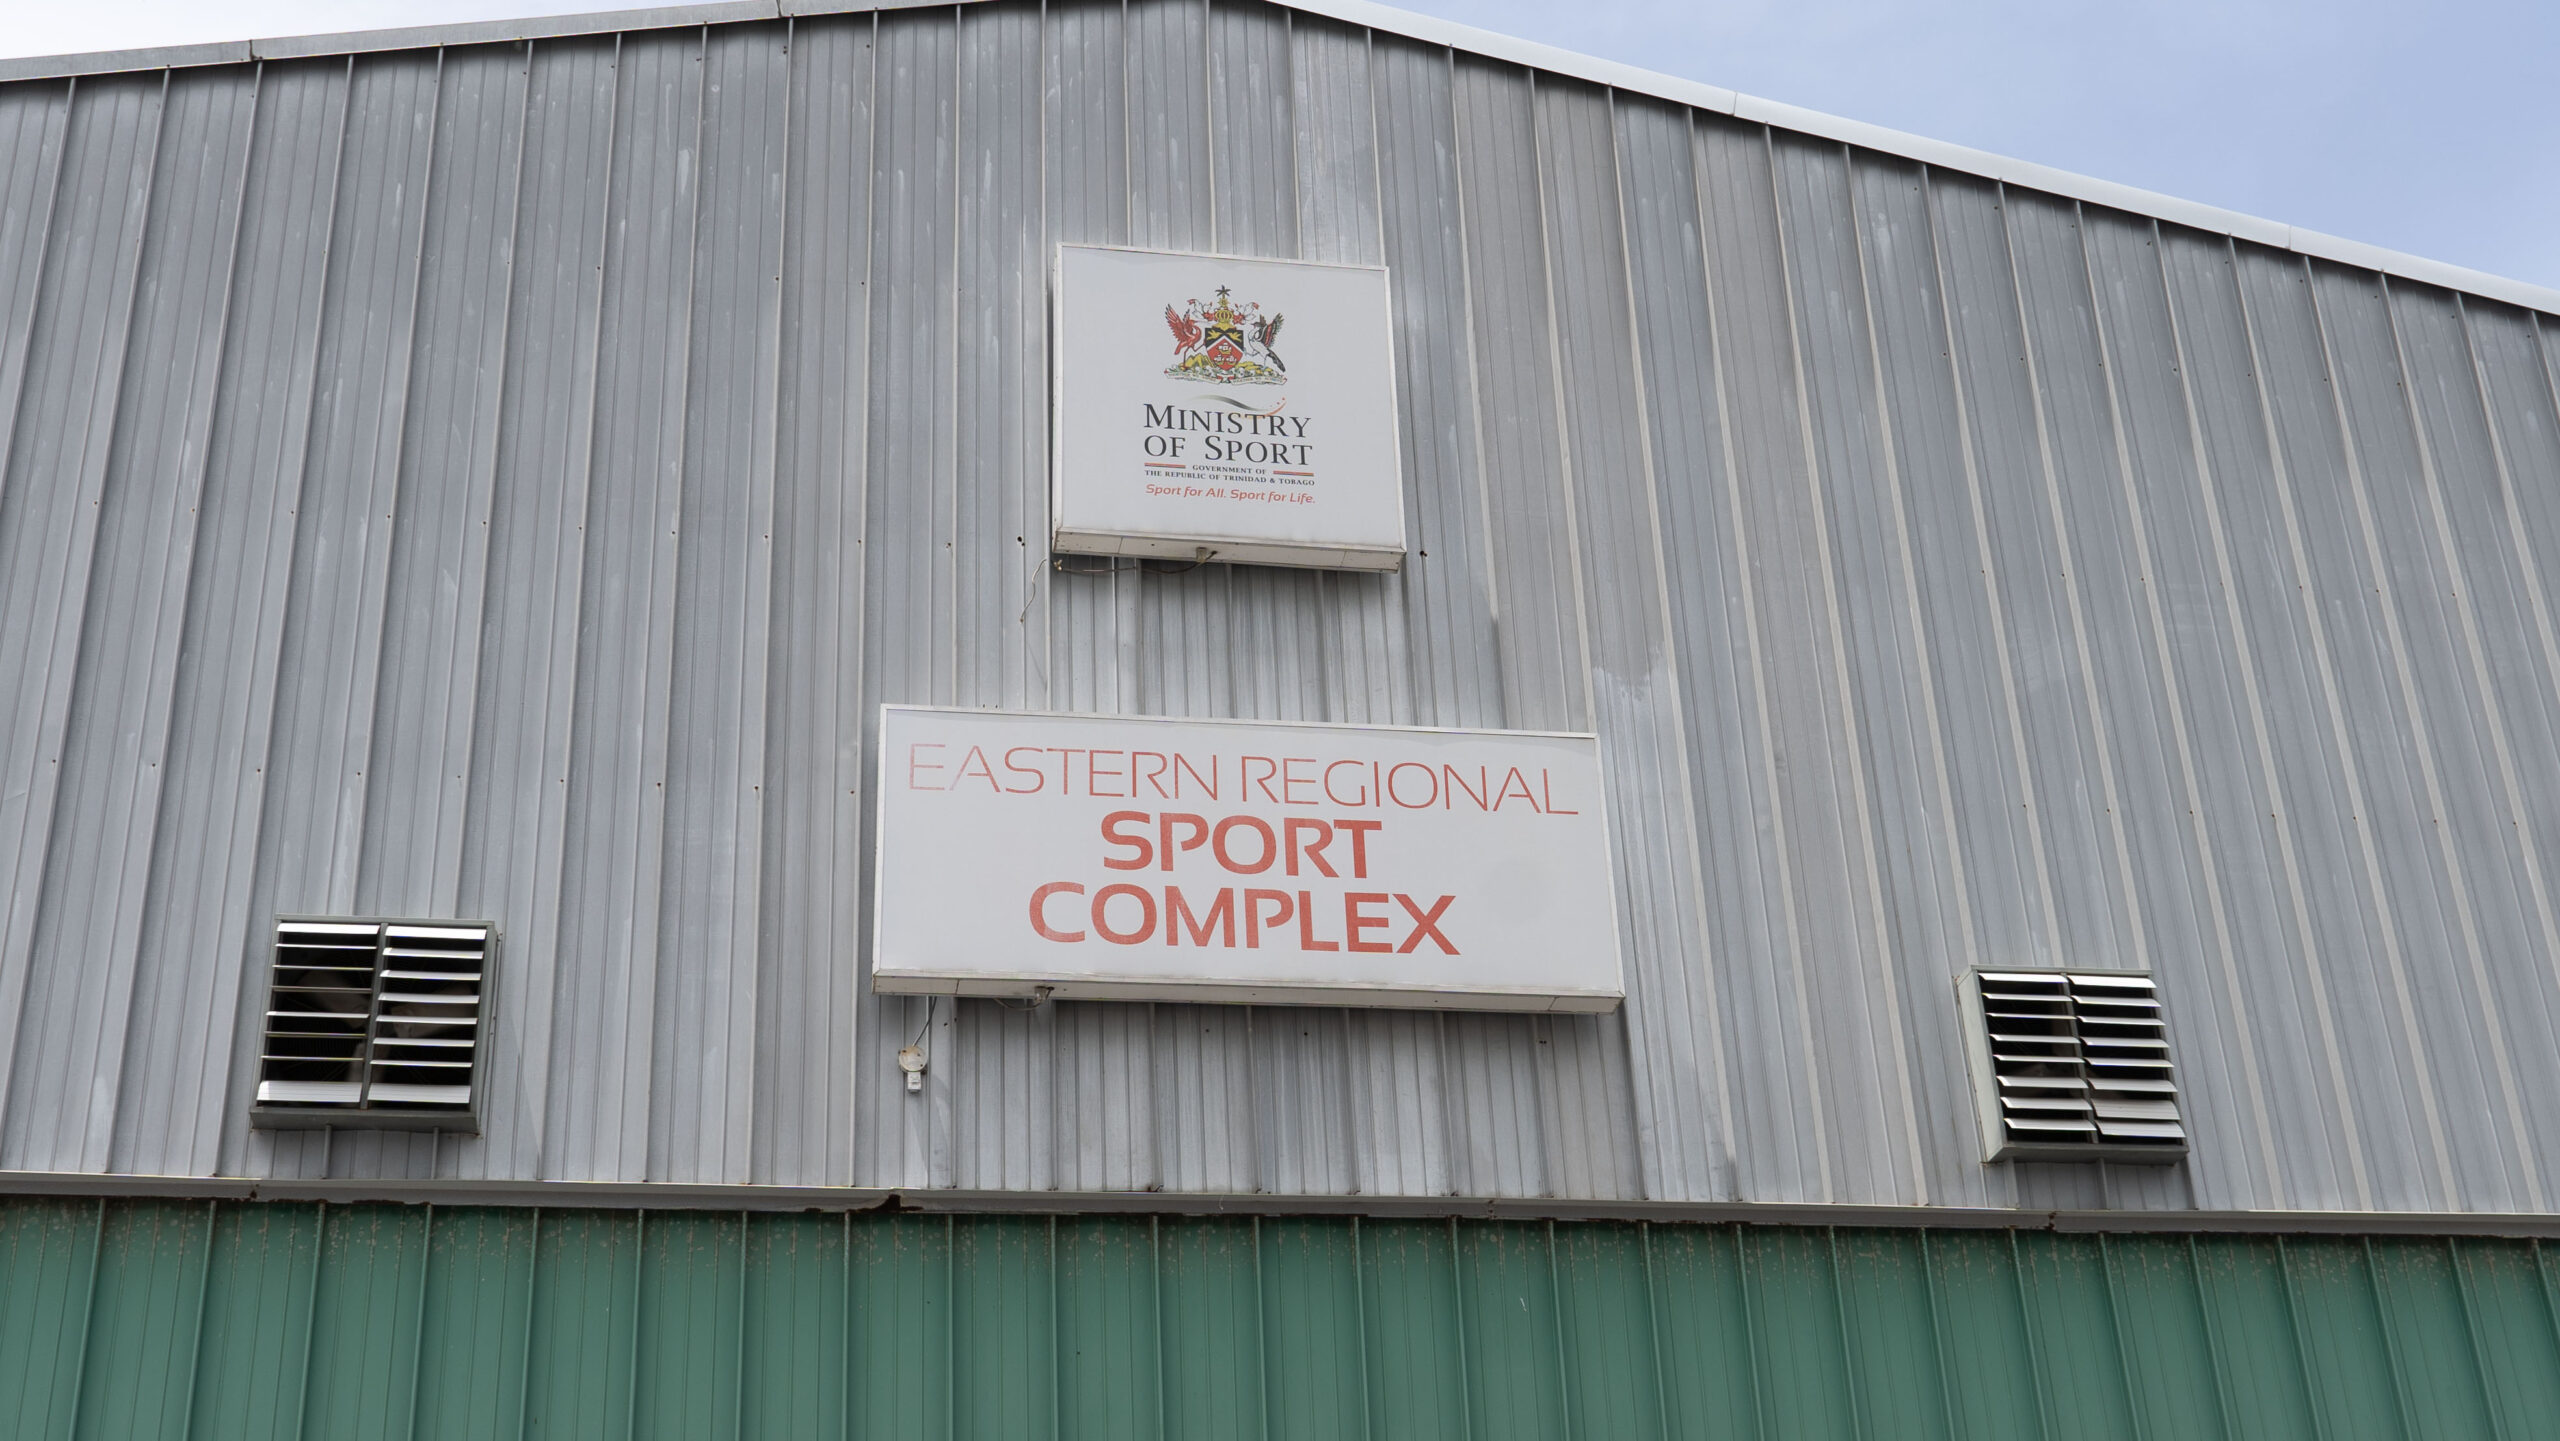 MINISTRY
OF SPORT
GOVERNMENT OF
THE REPUBLIC OF TRINIDAD & TOBAGO
Sport for All. Sport for Life.
EASTERN REGIONAL
SPORT
COMPLEX